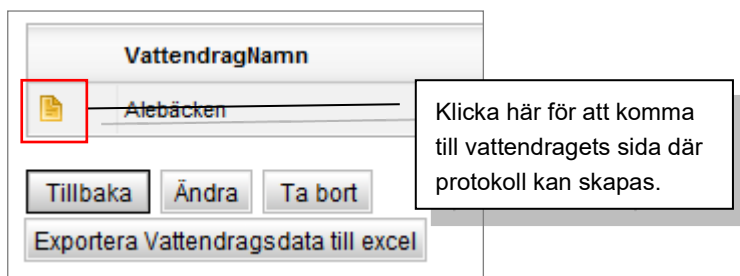 VattendragNamn
Alebäcken
Klicka här för att komma
till vattendragets sida där
protokoll kan skapas.
Tillbaka Ändra Ta bort
Exportera Vattendragsdata till excel